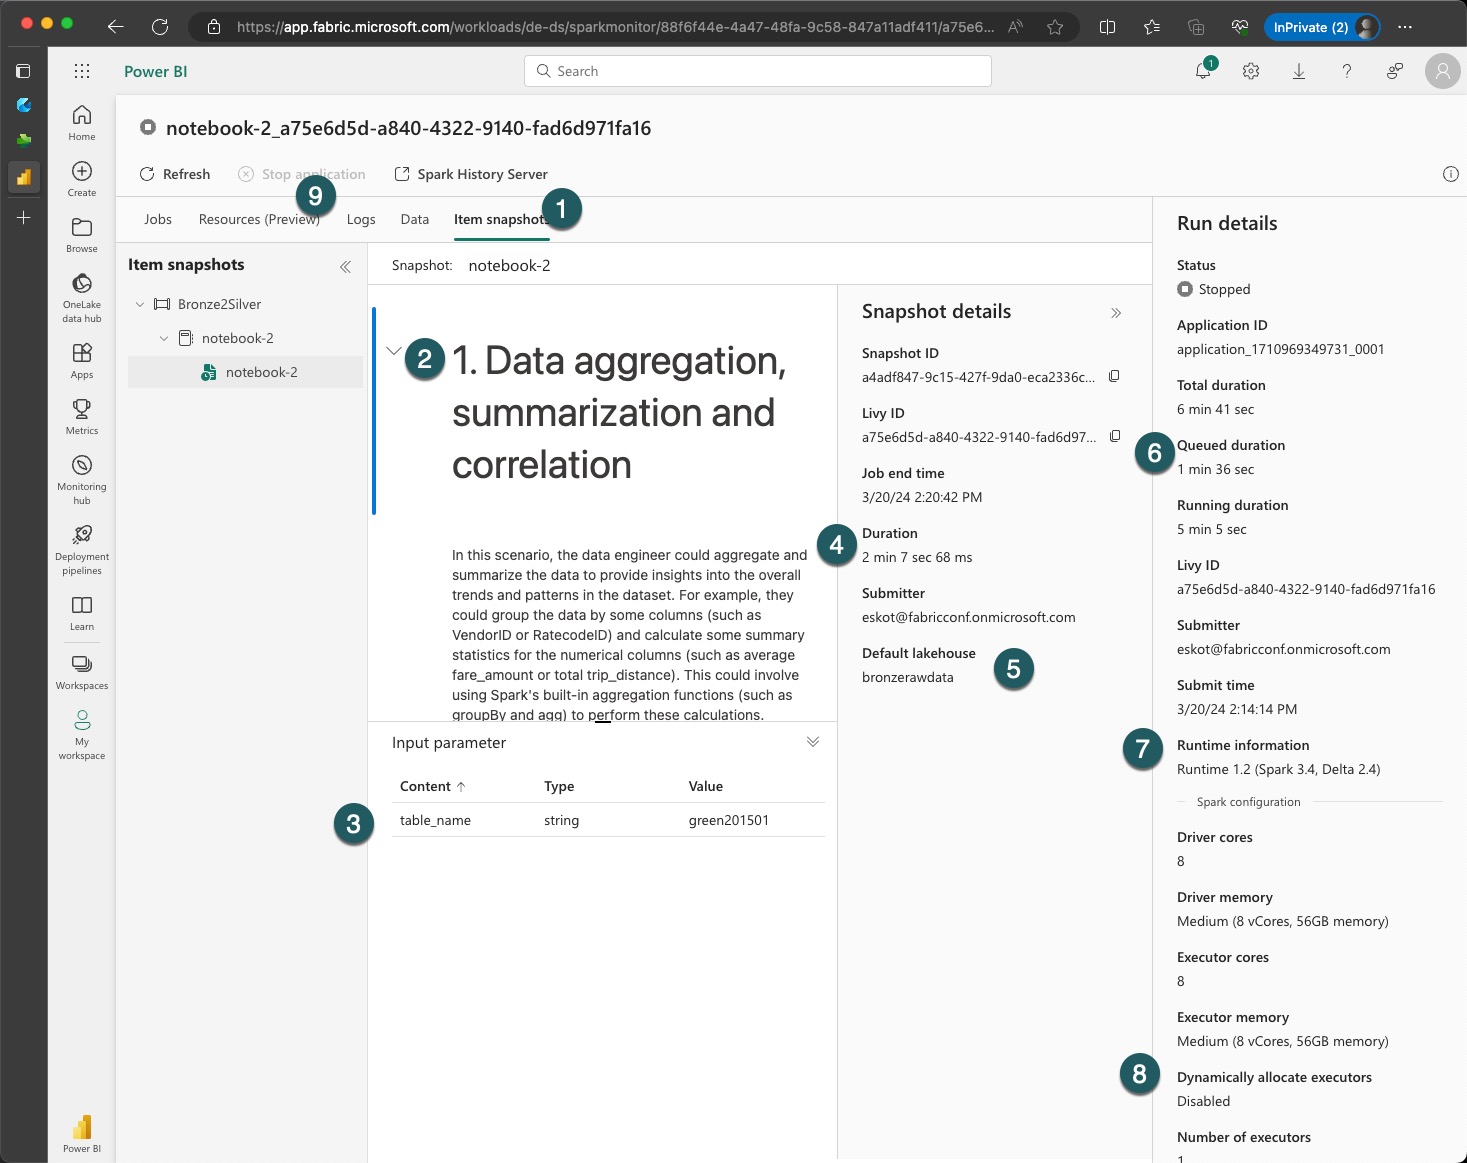 https://app.fabric.microsoft.com/workloads/de-ds/sparkmonitor/88f6f44e-4a47-48fa-9c58-847a11adf411/a75e6...
InPrivate (2)
Power BI
Search
1
Home
Create
Browse
OneLake
data hub
Apps
Metrics
Monitoring
hub
Deployment
pipelines
Learn
Workspaces
My
workspace
Power BI
notebook-2_a75e6d5d-a840-4322-9140-fad6d971fa16
Refresh
Stop application
Spark History Server
9
1
Jobs
Resources (Preview)
Logs
Data
Item snapshots
Item snapshots
Bronze2Silver
notebook-2
notebook-2
Snapshot: notebook-2
2
1. Data aggregation,
summarization and
correlation
In this scenario, the data engineer could aggregate and
summarize the data to provide insights into the overall
trends and patterns in the dataset. For example, they
could group the data by some columns (such as
VendorID or RatecodeID) and calculate some summary
statistics for the numerical columns (such as average
fare_amount or total trip_distance). This could involve
using Spark's built-in aggregation functions (such as
groupBy and agg) to perform these calculations.
Input parameter
Content ↑ Type Value
3
table_name string green201501
Snapshot details
Snapshot ID
a4adf847-9c15-427f-9da0-eca2336c...
Livy ID
a75e6d5d-a840-4322-9140-fad6d97...
Job end time
3/20/24 2:20:42 PM
4
Duration
2 min 7 sec 68 ms
Submitter
eskot@fabricconf.onmicrosoft.com
Default lakehouse
5
bronzerawdata
Run details
Status
Stopped
Application ID
application_1710969349731_0001
Total duration
6 min 41 sec
6
Queued duration
1 min 36 sec
Running duration
5 min 5 sec
Livy ID
a75e6d5d-a840-4322-9140-fad6d971fa16
Submitter
eskot@fabricconf.onmicrosoft.com
Submit time
3/20/24 2:14:14 PM
7
Runtime information
Runtime 1.2 (Spark 3.4, Delta 2.4)
Spark configuration
Driver cores
8
Driver memory
Medium (8 vCores, 56GB memory)
Executor cores
8
Executor memory
Medium (8 vCores, 56GB memory)
8
Dynamically allocate executors
Disabled
Number of executors
1